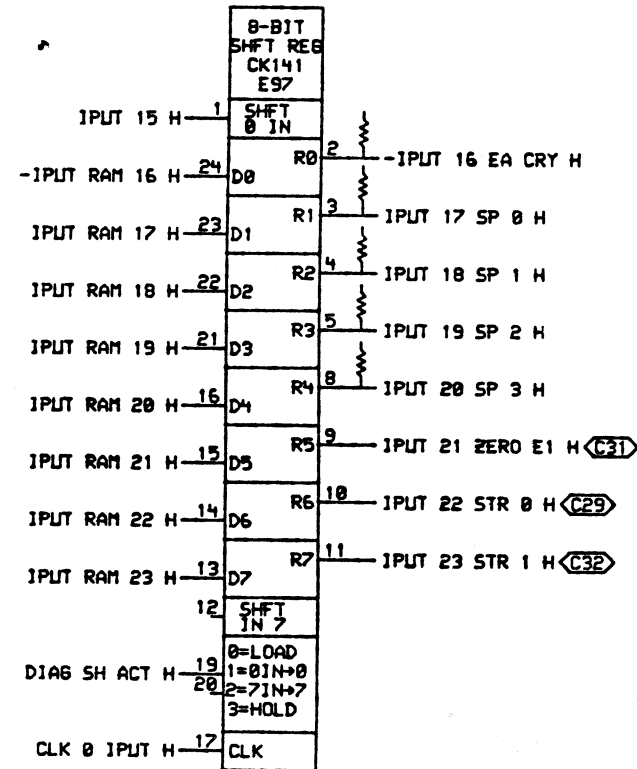 8-BIT
SHFT REG
CK141
E97
IPUT 15 H 1 SHFT
0 IN
R0 2 -IPUT 16 EA CRY H
-IPUT RAM 16 H 24 D0
R1 3 IPUT 17 SP 0 H
IPUT RAM 17 H 23 D1
R2 4 IPUT 18 SP 1 H
IPUT RAM 18 H 22 D2
R3 5 IPUT 19 SP 2 H
IPUT RAM 19 H 21 D3
R4 8 IPUT 20 SP 3 H
IPUT RAM 20 H 16 D4
R5 9 IPUT 21 ZERO E1 H C31
IPUT RAM 21 H 15 D5
R6 10 IPUT 22 STR 0 H C29
IPUT RAM 22 H 14 D6
R7 11 IPUT 23 STR 1 H C32
IPUT RAM 23 H 13 D7
12 SHFT
IN 7
0=LOAD
DIAG SH ACT H 19 1=0IN→0
20 2=7IN→7
3=HOLD
CLK 0 IPUT H 17 CLK